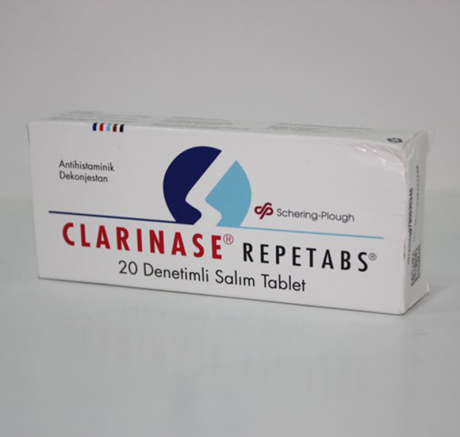 Antihistaminik
Dekonjestan
Schering-Plough
CLARINASE® REPETABS®
20 Denetimli Salım Tablet